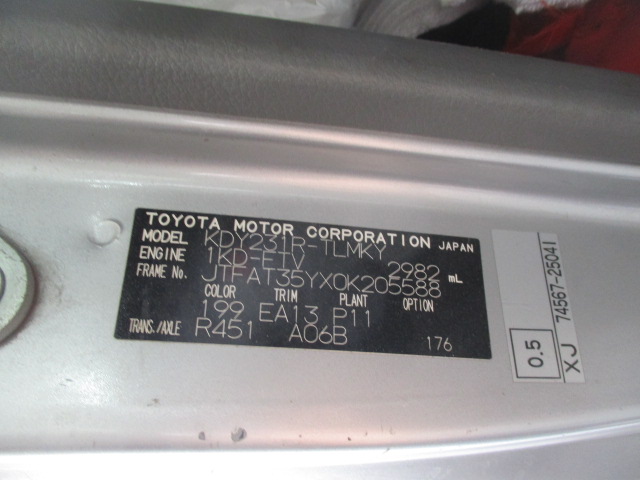 TOYOTA MOTOR CORPORATION JAPAN
MODEL KDY231R-TLMKY
ENGINE 1KD-FTV 2982 mL
FRAME No. JTFAT35YX0K205588
COLOR TRIM PLANT OPTION
199 EA13 P11
TRANS./AXLE R451 A06B 176
0.5
XJ 74567-25041